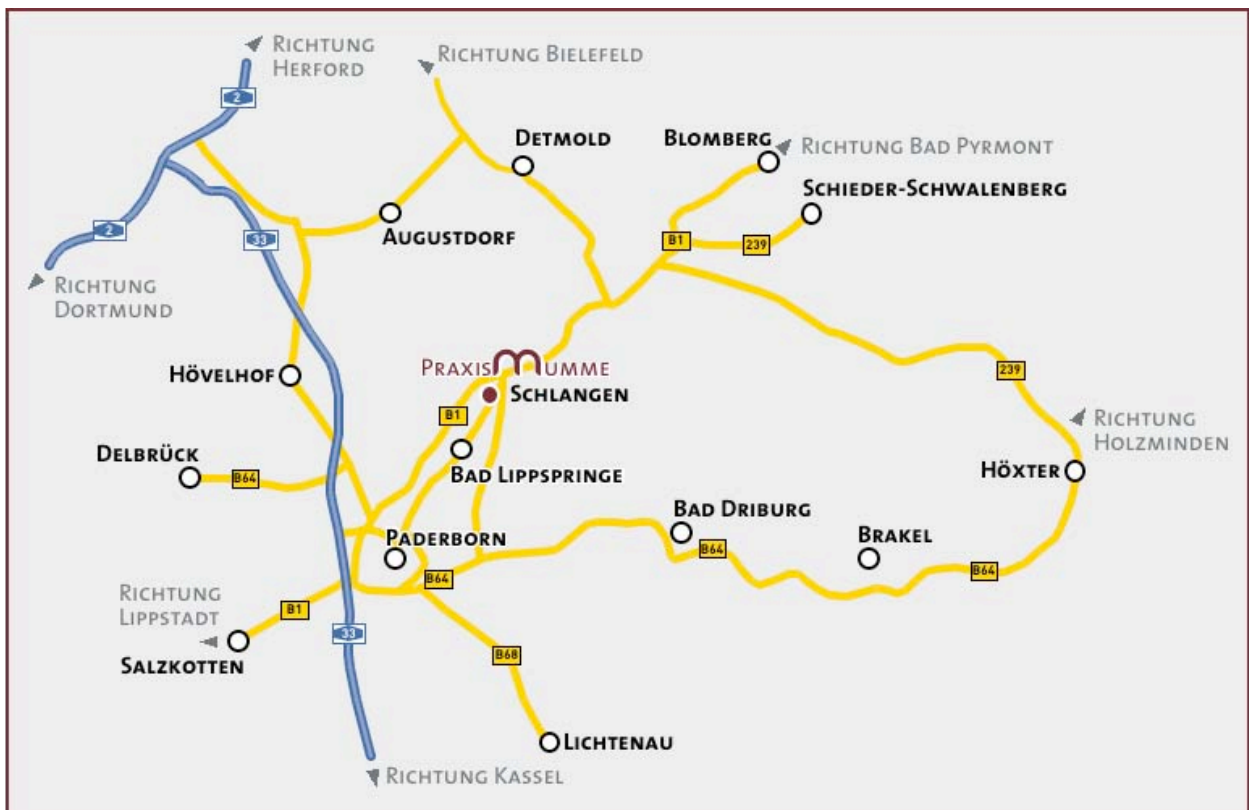 RICHTUNG
HERFORD
RICHTUNG BIELEFELD
2
DETMOLD
BLOMBERG
RICHTUNG BAD PYRMONT
SCHIEDER-SCHWALENBERG
2
33
AUGUSTDORF
B1
239
RICHTUNG
DORTMUND
HÖVELHOF
PRAXIS MUMME
SCHLANGEN
239
B1
RICHTUNG
HOLZMINDEN
DELBRÜCK
B64
BAD LIPPSPRINGE
HÖXTER
BAD DRIBURG
PADERBORN
BRAKEL
B64
B64
B64
RICHTUNG
LIPPSTADT
B1
33
SALZKOTTEN
B68
LICHTENAU
RICHTUNG KASSEL